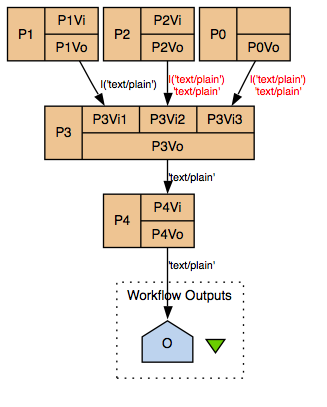 P1 P1Vi P2 P2Vi P0
P1Vo P2Vo P0Vo
l('text/plain') l('text/plain') l('text/plain')
'text/plain' 'text/plain'
P3 P3Vi1 P3Vi2 P3Vi3
P3Vo
'text/plain'
P4 P4Vi
P4Vo
'text/plain'
Workflow Outputs
O